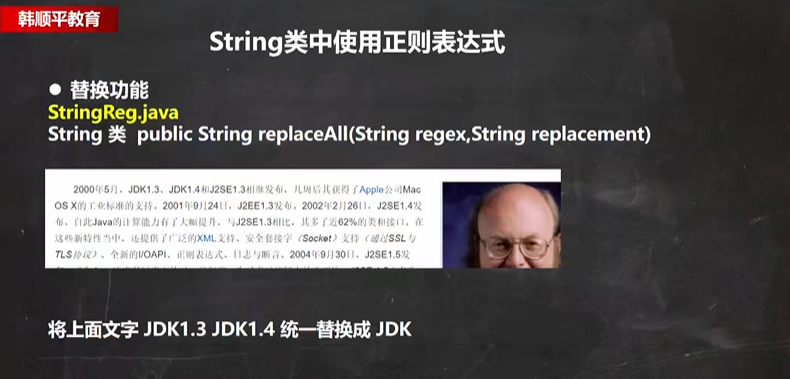 韩顺平教育
String类中使用正则表达式
● 替换功能
StringReg.java
String 类 public String replaceAll(String regex,String replacement)
2000年5月，JDK1.3、JDK1.4和J2SE1.3相继发布，几周后其获得了Apple公司Mac
OS X的工业标准的支持。2001年9月24日，J2EE1.3发布。2002年2月26日，J2SE1.4发
布。自此Java的计算能力有了大幅提升，与J2SE1.3相比，其多了近62%的类和接口。在
这些新特性当中，还提供了广泛的XML支持、安全套接字（Socket）支持（通过SSL与
TLS协议）、全新的I/OAPI、正则表达式、日志与断言。2004年9月30日，J2SE1.5发
将上面文字 JDK1.3 JDK1.4 统一替换成 JDK